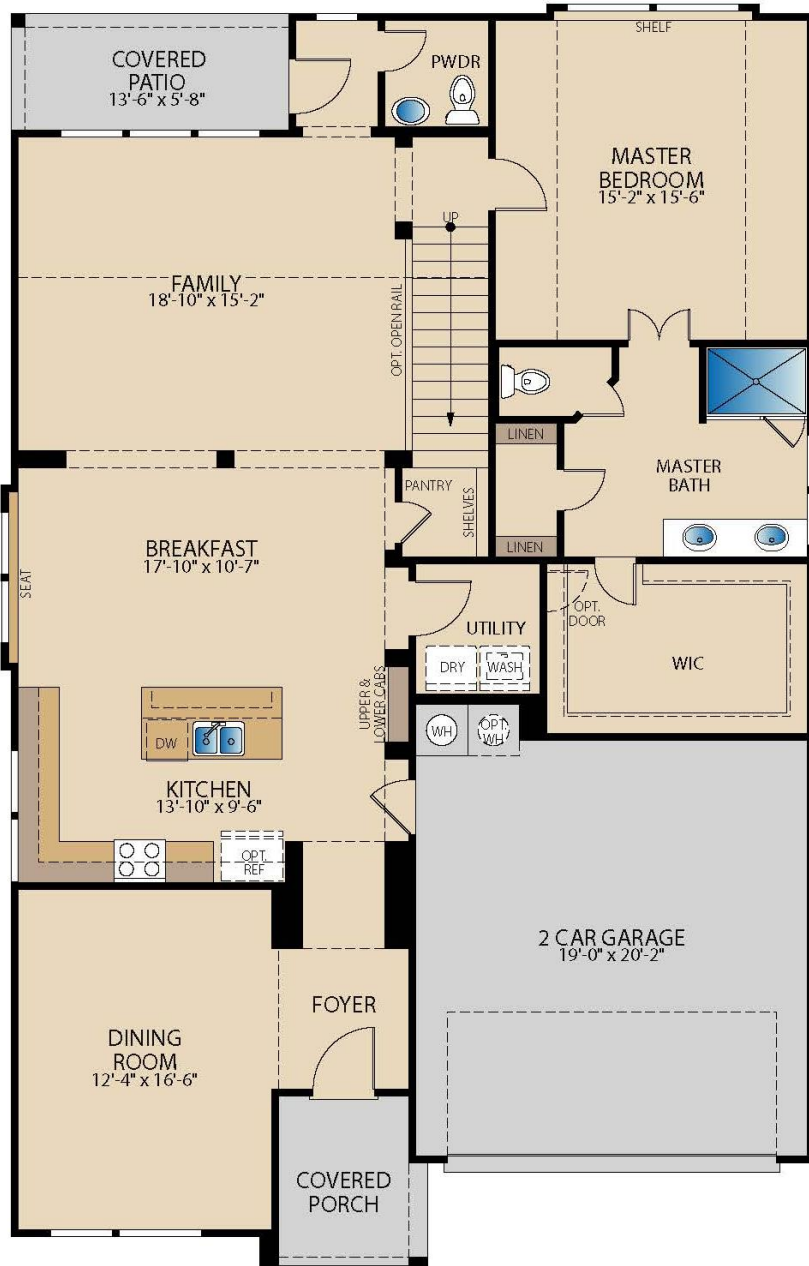 SHELF
COVERED
PATIO
13'-6" x 5'-8"
PWDR
MASTER
BEDROOM
15'-2" x 15'-6"
UP
FAMILY
18'-10" x 15'-2"
OPT. OPEN RAIL
LINEN
MASTER
BATH
PANTRY
SHELVES
LINEN
BREAKFAST
17'-10" x 10'-7"
SEAT
OPT.
DOOR
UTILITY
WIC
DRY
WASH
UPPER &
LOWER CABS
WH
OPT.
WH
DW
KITCHEN
13'-10" x 9'-6"
OPT.
REF
2 CAR GARAGE
19'-0" x 20'-2"
FOYER
DINING
ROOM
12'-4" x 16'-6"
COVERED
PORCH